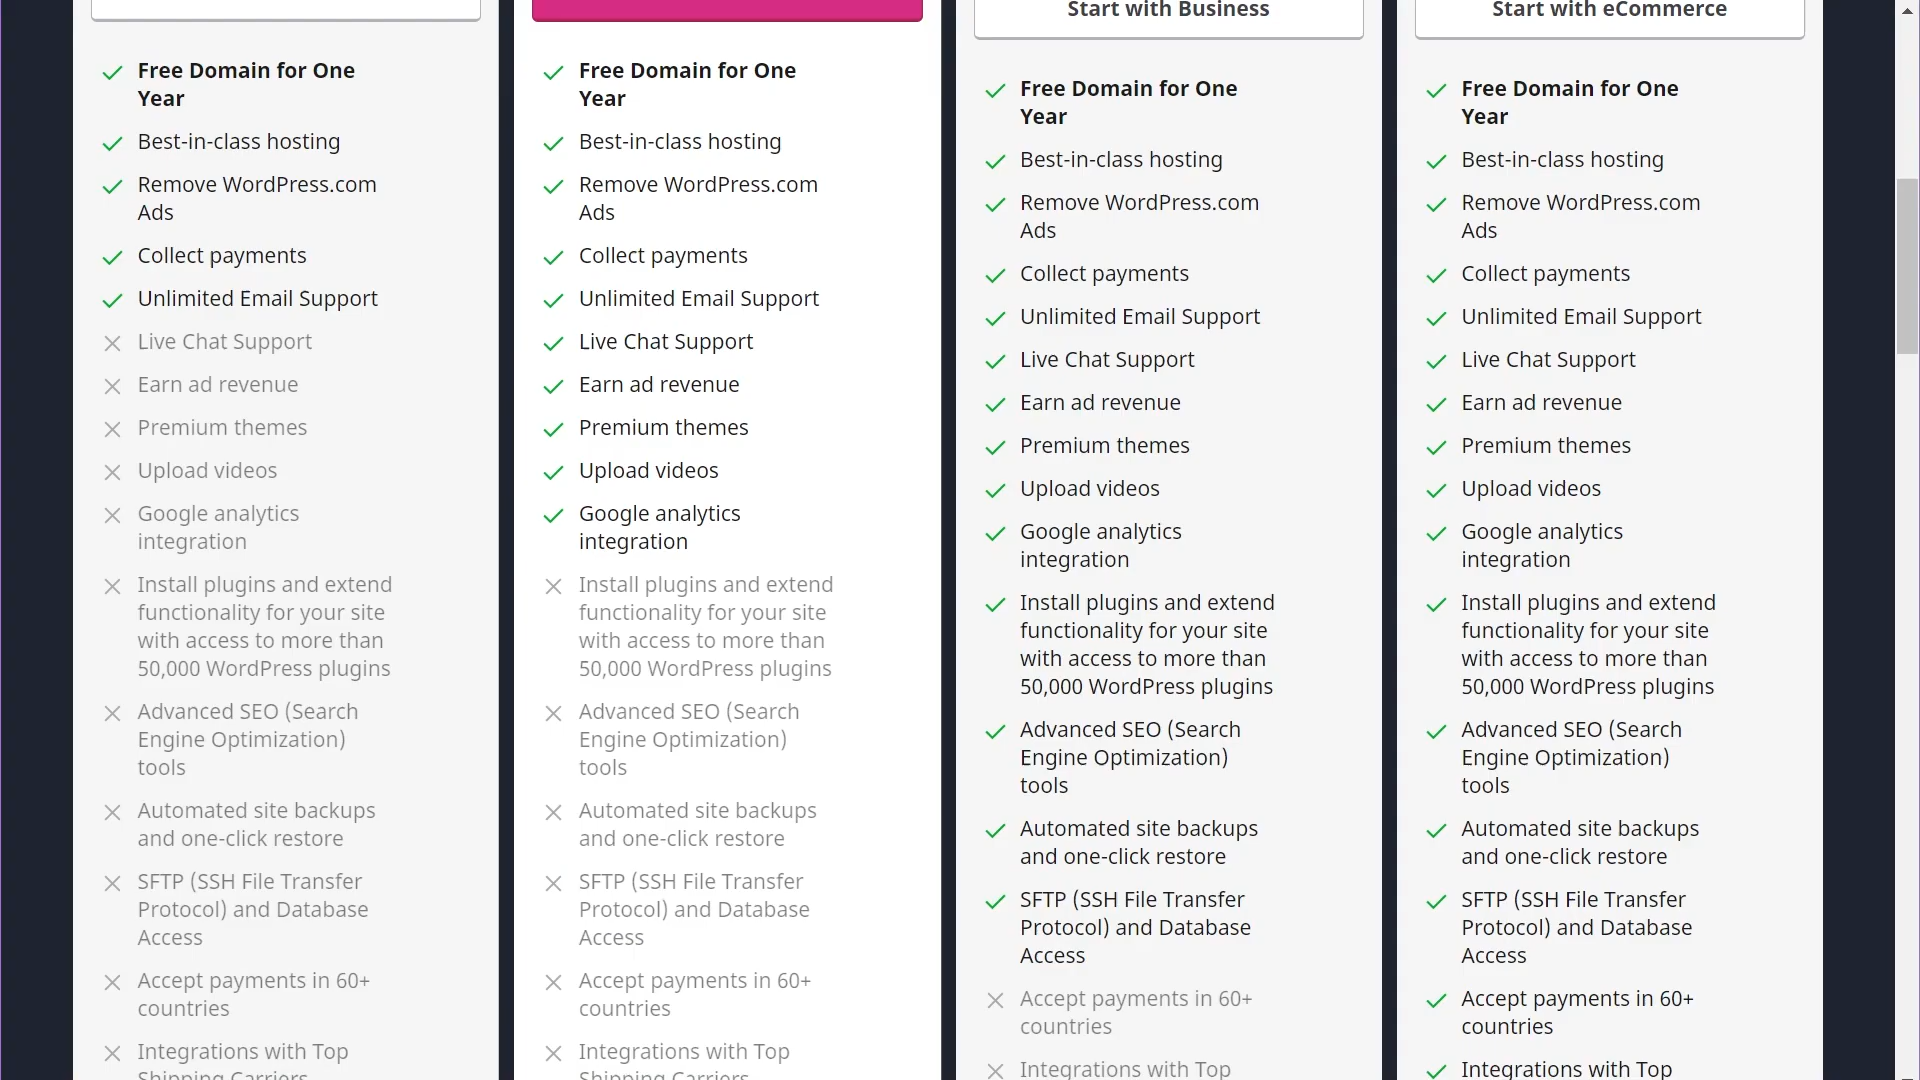 Free Domain for One
Year
Best-in-class hosting
Remove WordPress.com
Ads
Collect payments
Unlimited Email Support
Live Chat Support
Earn ad revenue
Premium themes
Upload videos
Google analytics
integration
Install plugins and extend
functionality for your site
with access to more than
50,000 WordPress plugins
Advanced SEO (Search
Engine Optimization)
tools
Automated site backups
and one-click restore
SFTP (SSH File Transfer
Protocol) and Database
Access
Accept payments in 60+
countries
Integrations with Top
Shipping Carriers
Free Domain for One
Year
Best-in-class hosting
Remove WordPress.com
Ads
Collect payments
Unlimited Email Support
Live Chat Support
Earn ad revenue
Premium themes
Upload videos
Google analytics
integration
Install plugins and extend
functionality for your site
with access to more than
50,000 WordPress plugins
Advanced SEO (Search
Engine Optimization)
tools
Automated site backups
and one-click restore
SFTP (SSH File Transfer
Protocol) and Database
Access
Accept payments in 60+
countries
Integrations with Top
Shipping Carriers
Start with Business
Free Domain for One
Year
Best-in-class hosting
Remove WordPress.com
Ads
Collect payments
Unlimited Email Support
Live Chat Support
Earn ad revenue
Premium themes
Upload videos
Google analytics
integration
Install plugins and extend
functionality for your site
with access to more than
50,000 WordPress plugins
Advanced SEO (Search
Engine Optimization)
tools
Automated site backups
and one-click restore
SFTP (SSH File Transfer
Protocol) and Database
Access
Accept payments in 60+
countries
Integrations with Top
Start with eCommerce
Free Domain for One
Year
Best-in-class hosting
Remove WordPress.com
Ads
Collect payments
Unlimited Email Support
Live Chat Support
Earn ad revenue
Premium themes
Upload videos
Google analytics
integration
Install plugins and extend
functionality for your site
with access to more than
50,000 WordPress plugins
Advanced SEO (Search
Engine Optimization)
tools
Automated site backups
and one-click restore
SFTP (SSH File Transfer
Protocol) and Database
Access
Accept payments in 60+
countries
Integrations with Top